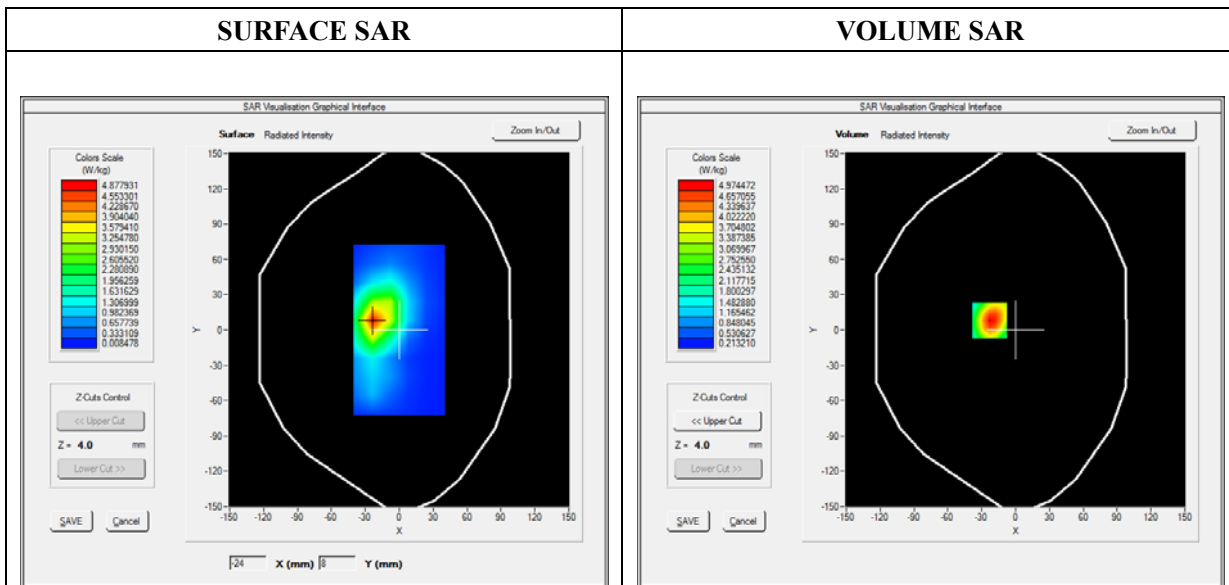 SURFACE SAR
VOLUME SAR
SAR Visualisation Graphical Interface
Surface Radiated Intensity
Zoom In/Out
Colors Scale
(W/kg)
4.877931
4.553301
4.228670
3.904040
3.579410
3.254780
2.930150
2.605520
2.280890
1.956259
1.631629
1.306999
0.982369
0.657739
0.333109
0.008478
Z-Cuts Control
<< Upper Cut
Z = 4.0 mm
Lower Cut >>
SAVE
Cancel
150
120
90
60
30
0
-30
-60
-90
-120
-150
Y
-150 -120 -90 -60 -30 0 30 60 90 120 150
X
-24 X (mm) 8 Y (mm)
SAR Visualisation Graphical Interface
Volume Radiated Intensity
Zoom In/Out
Colors Scale
(W/kg)
4.974472
4.657055
4.339637
4.022220
3.704802
3.387385
3.069967
2.752550
2.435132
2.117715
1.800297
1.482880
1.165462
0.848045
0.530627
0.213210
Z-Cuts Control
<< Upper Cut
Z = 4.0 mm
Lower Cut >>
SAVE
Cancel
150
120
90
60
30
0
-30
-60
-90
-120
-150
Y
-150 -120 -90 -60 -30 0 30 60 90 120 150
X